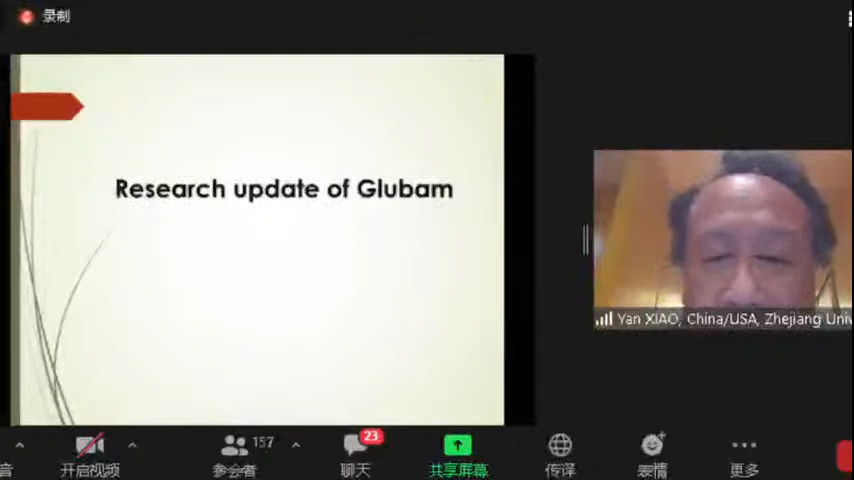 录制
Research update of Glubam
Yan XIAO, China/USA, Zhejiang Univ
音
开启视频
157
参会者
23
聊天
共享屏幕
传译
表情
更多